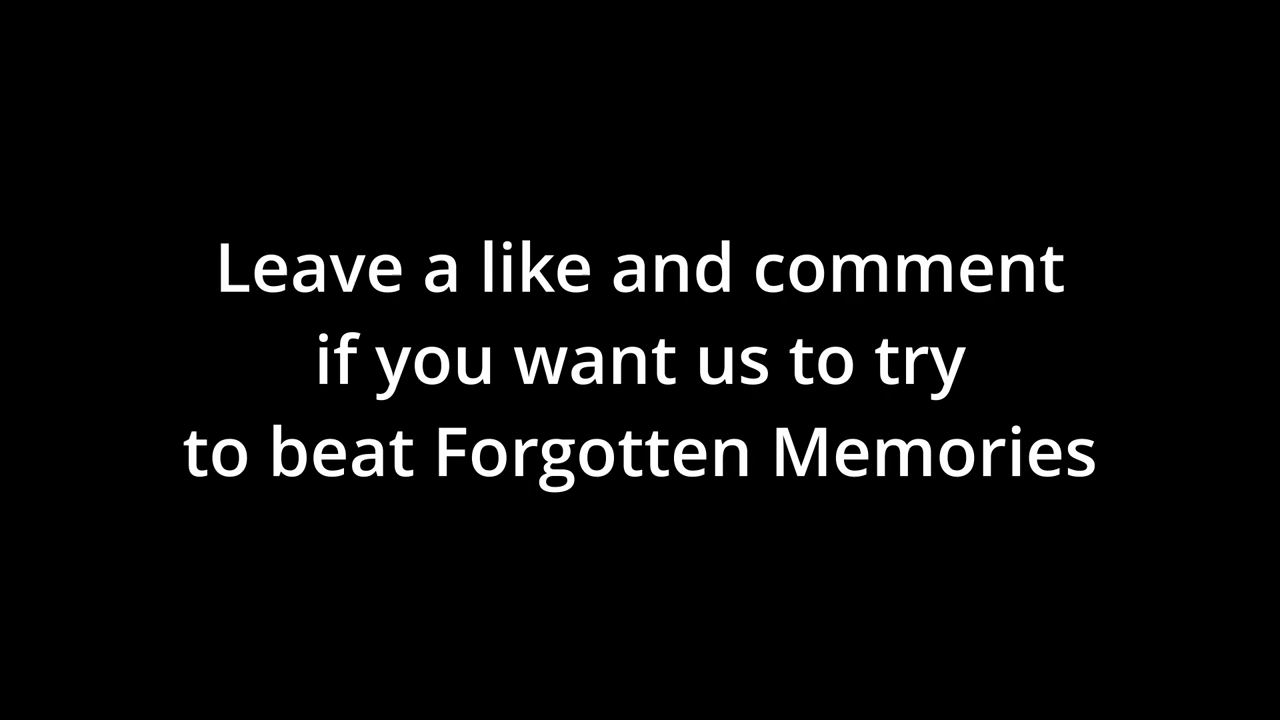 Leave a like and comment
if you want us to try
to beat Forgotten Memories